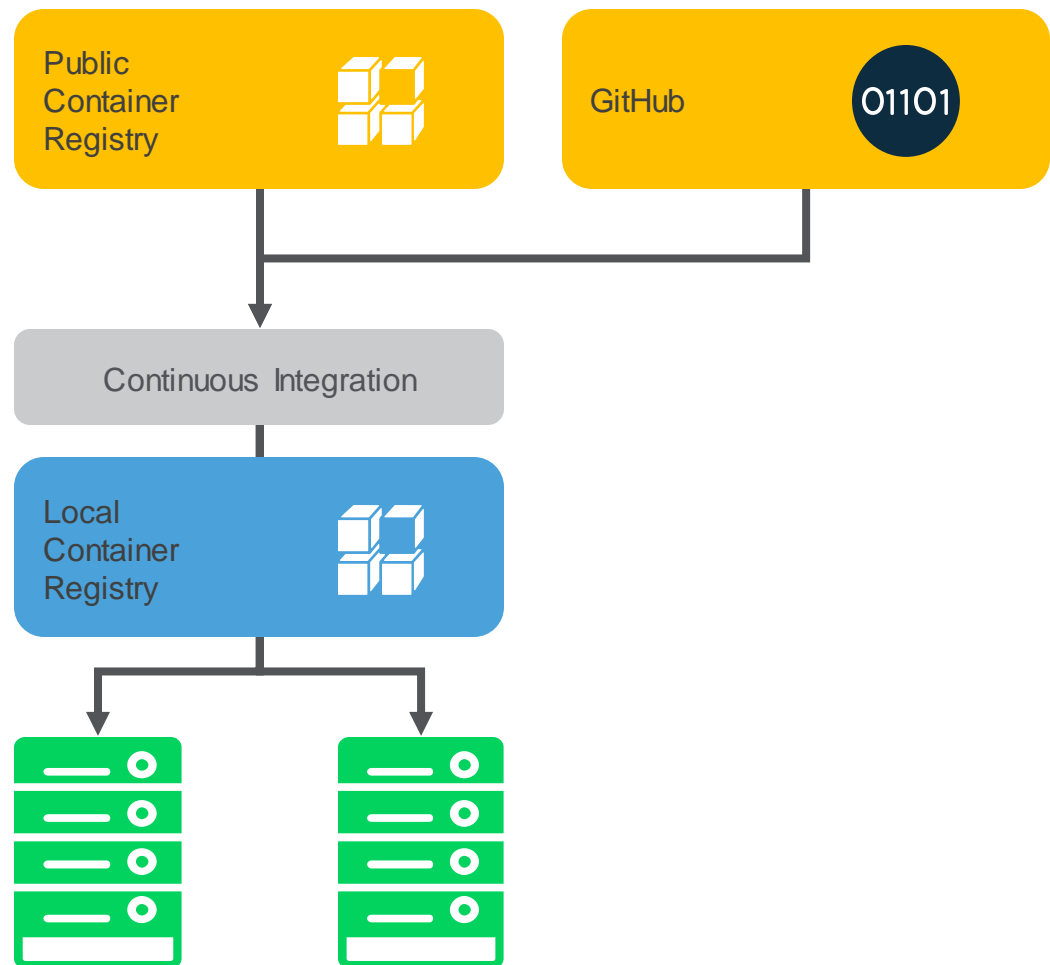 Public
Container
Registry
GitHub
01101
Continuous Integration
Local
Container
Registry